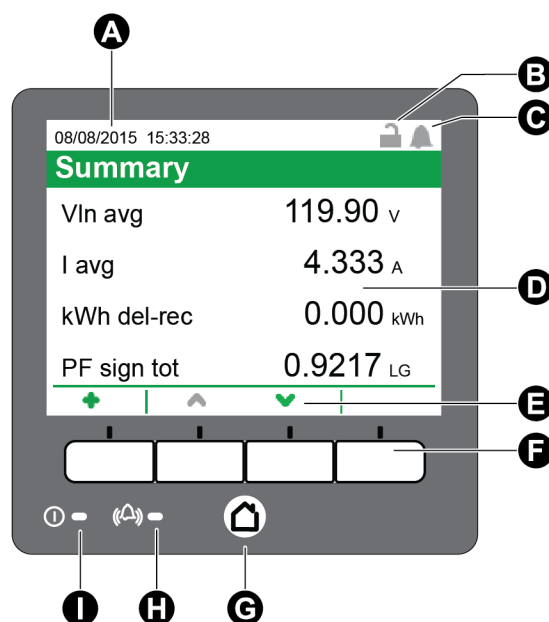 A
B
C
08/08/2015 15:33:28
Summary
Vln avg 119.90 V
I avg 4.333 A
D
kWh del-rec 0.000 kWh
PF sign tot 0.9217 LG
E
F
I
H
G